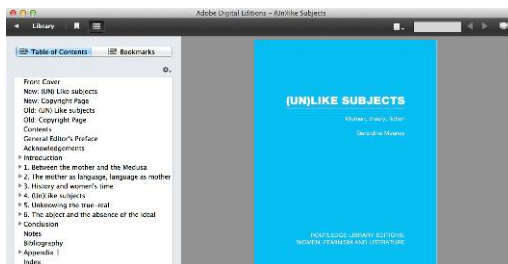 Adobe Digital Editions - (Un)like Subjects
Library
Table of Contents
Bookmarks
Front Cover
New: (UN) Like subjects
New: Copyright Page
Old: (UN) Like subjects
Old: Copyright Page
Contents
General Editor's Preface
Acknowledgements
Introduction
1. Between the mother and the Medusa
2. The mother as language, language as mother
3. History and women's time
4. (Un)Like subjects
5. Unknowing the true-real
6. The abject and the absence of the ideal
Conclusion
Notes
Bibliography
Appendix 1
Index
(UN)LIKE SUBJECTS
Women, theory, fiction
Gerardine Meaney
ROUTLEDGE LIBRARY EDITIONS:
WOMEN, FEMINISM AND LITERATURE